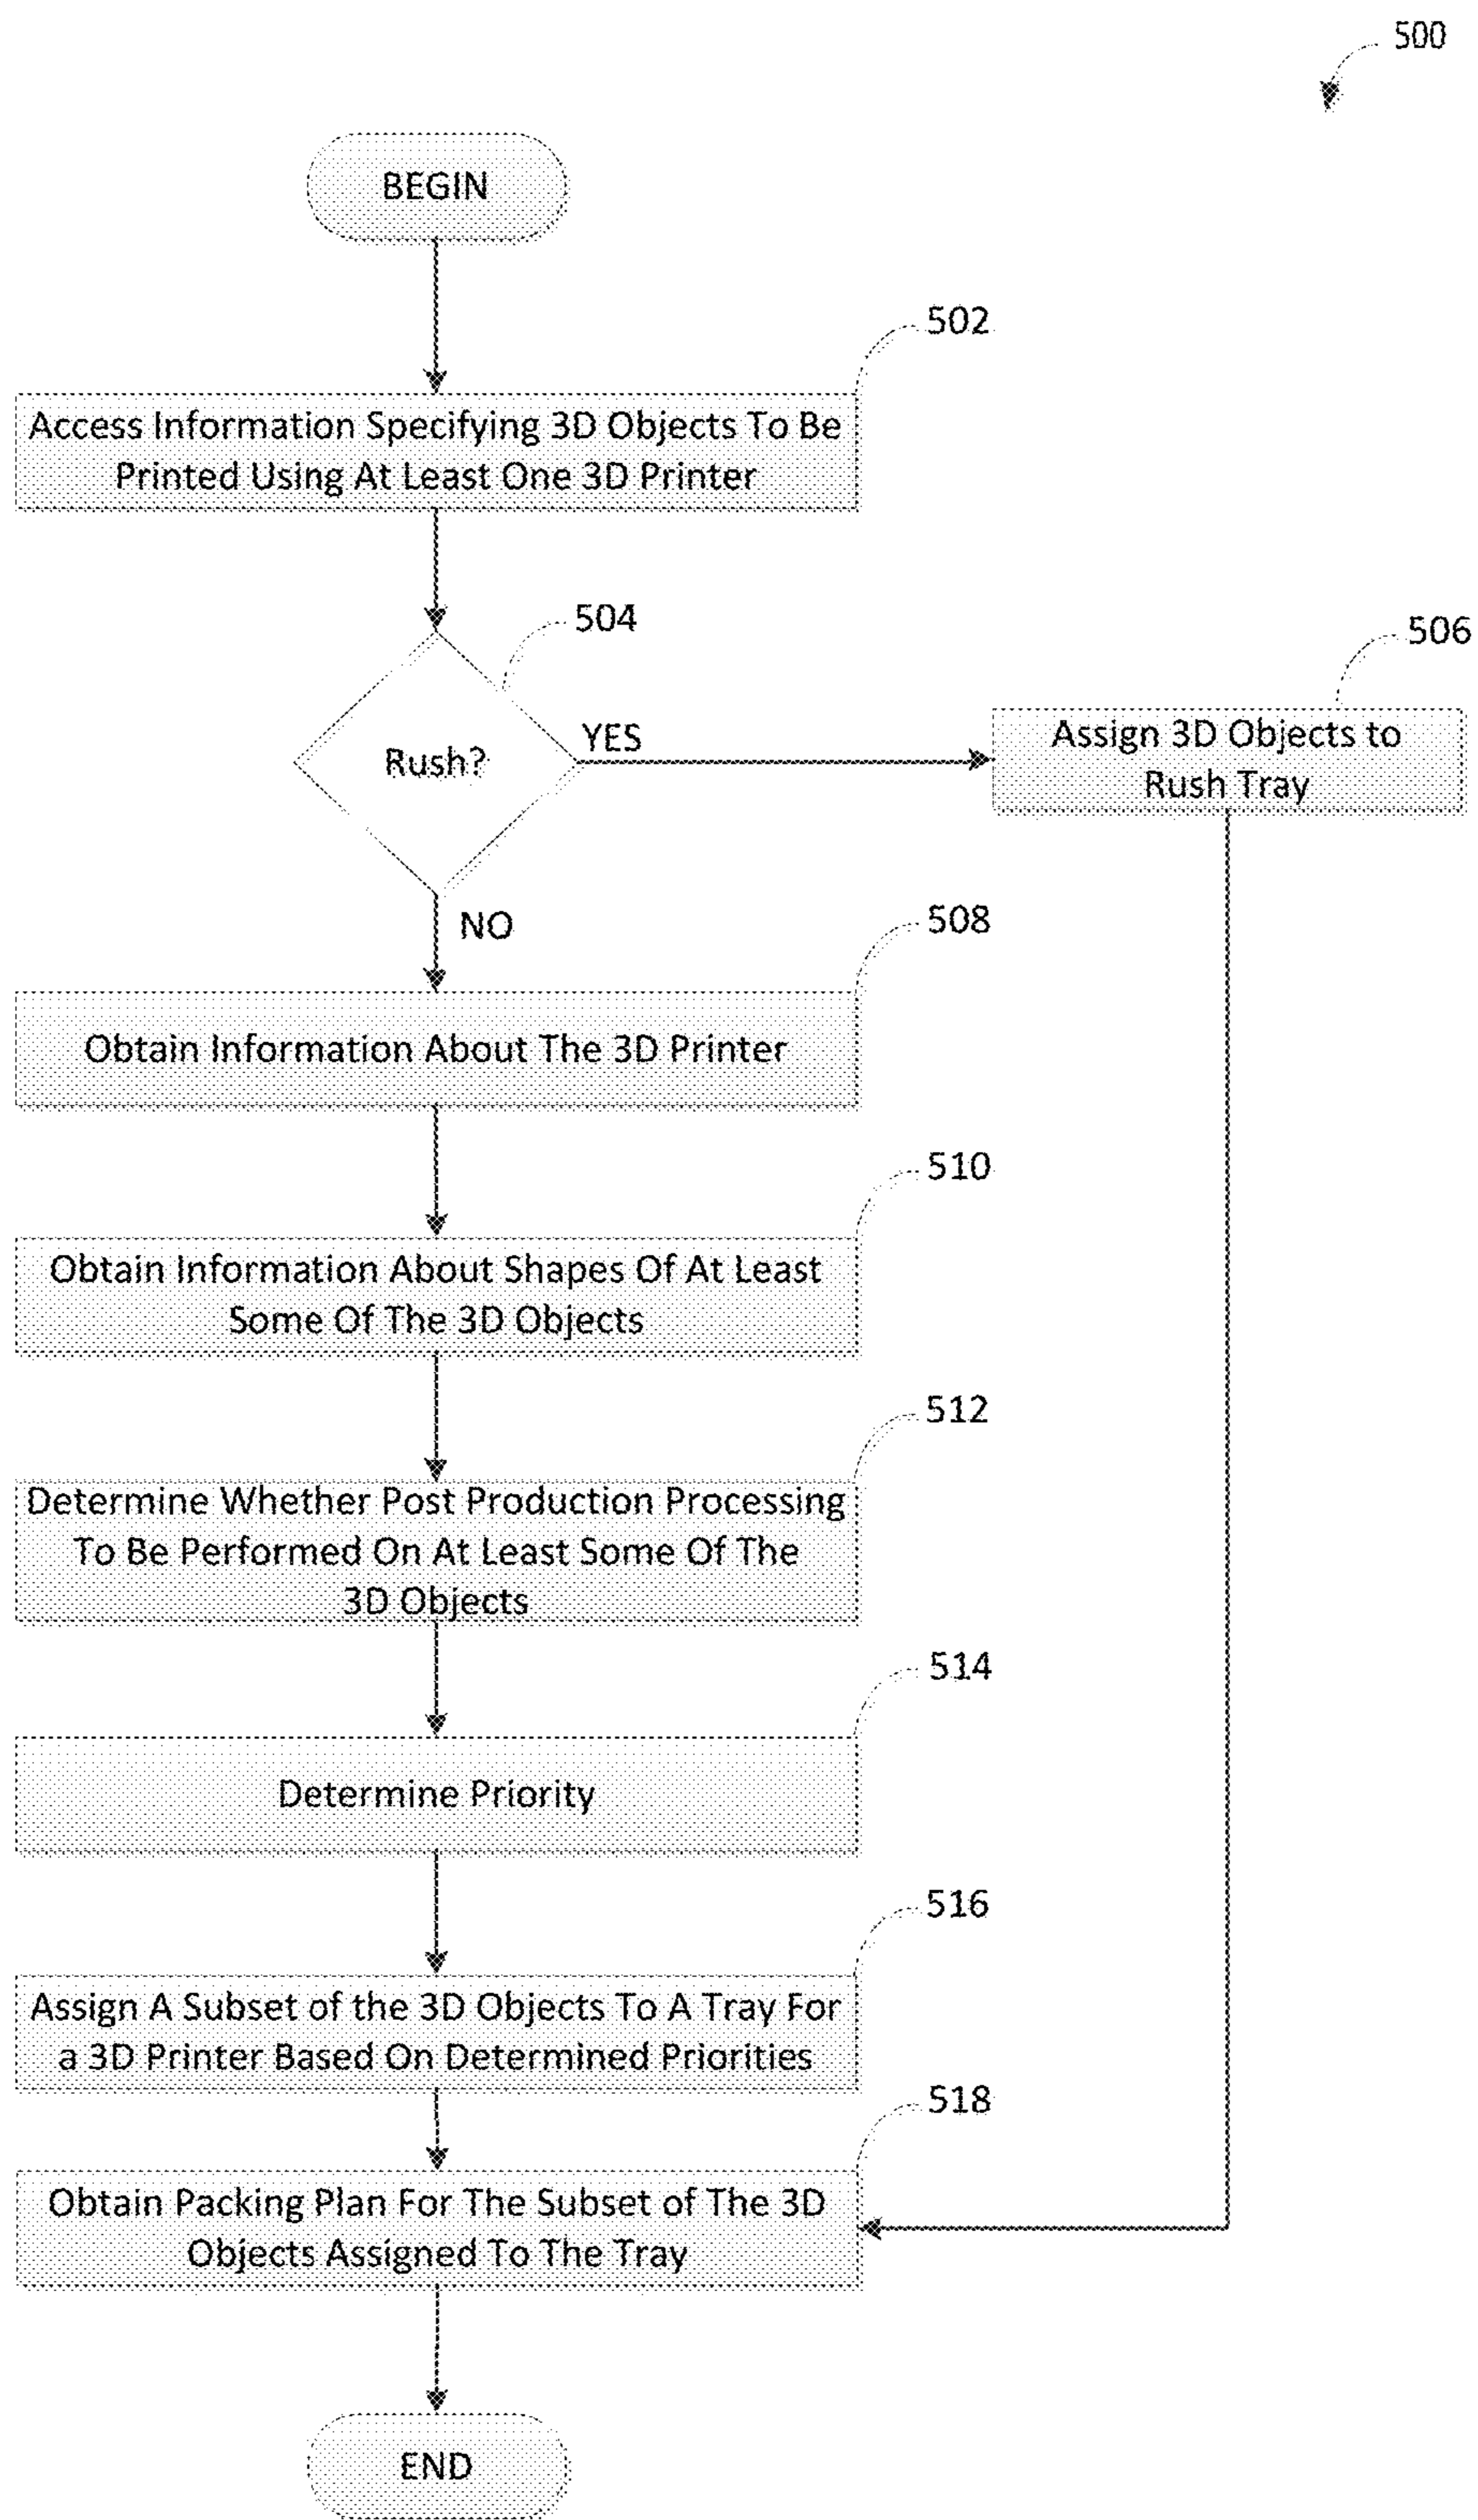 500
BEGIN
502
Access Information Specifying 3D Objects To Be
Printed Using At Least One 3D Printer
504
506
Rush?
YES
Assign 3D Objects to
Rush Tray
NO
508
Obtain Information About The 3D Printer
510
Obtain Information About Shapes Of At Least
Some Of The 3D Objects
512
Determine Whether Post Production Processing
To Be Performed On At Least Some Of The
3D Objects
514
Determine Priority
516
Assign A Subset of the 3D Objects To A Tray For
a 3D Printer Based On Determined Priorities
518
Obtain Packing Plan For The Subset of The 3D
Objects Assigned To The Tray
END